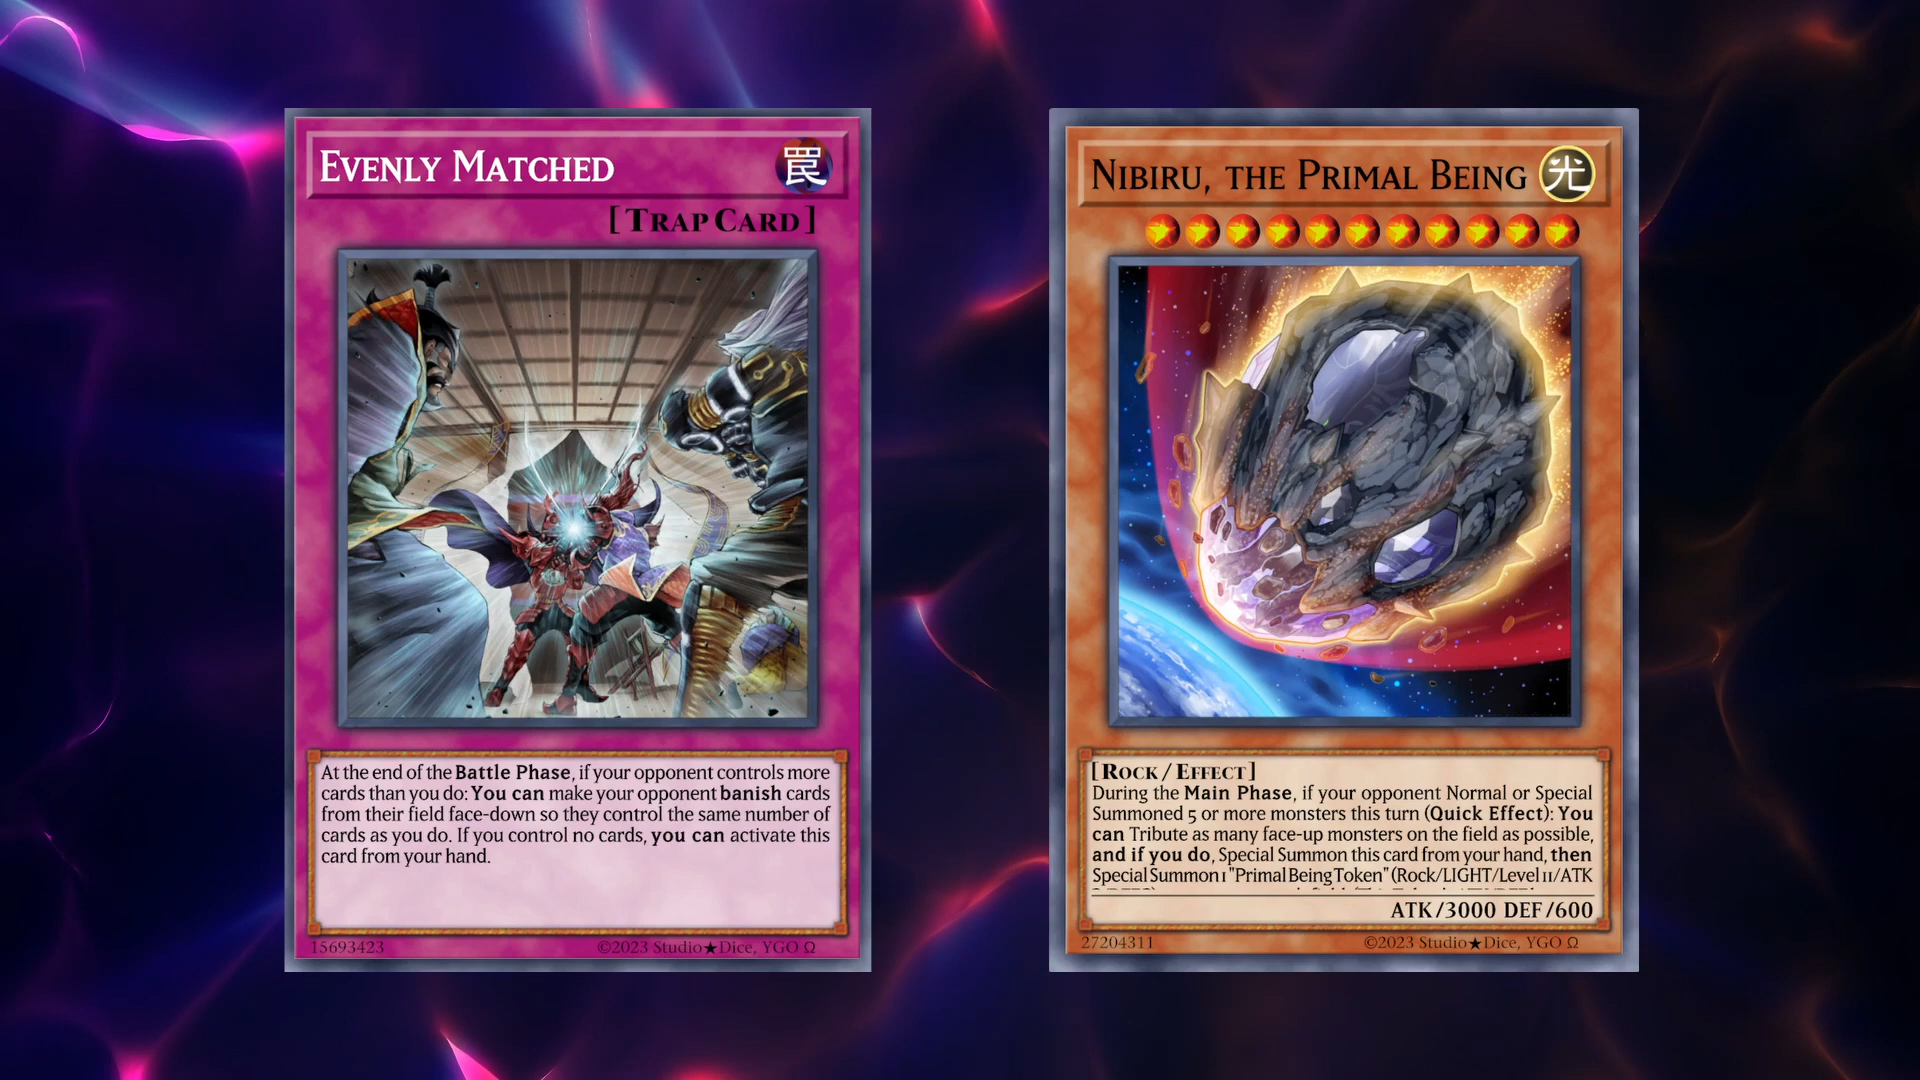 EVENLY MATCHED
罠
[TRAP CARD]
At the end of the Battle Phase, if your opponent controls more
cards than you do: You can make your opponent banish cards
from their field face-down so they control the same number of
cards as you do. If you control no cards, you can activate this
card from your hand.
15693423
©2023 Studio★Dice, YGO Ω
NIBIRU, THE PRIMAL BEING
光
[ROCK/EFFECT]
During the Main Phase, if your opponent Normal or Special
Summoned 5 or more monsters this turn (Quick Effect): You
can Tribute as many face-up monsters on the field as possible,
and if you do, Special Summon this card from your hand, then
Special Summon 1 "Primal Being Token" (Rock/LIGHT/Level 11/ATK
ATK/3000 DEF/600
27204311
©2023 Studio★Dice, YGO Ω